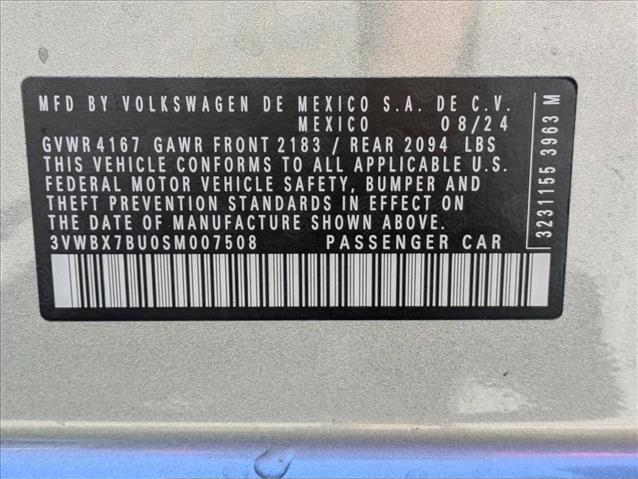 MFD BY VOLKSWAGEN DE MEXICO S.A. DE C.V.
MEXICO 08/24
GVWR 4167 GAWR FRONT 2183 / REAR 2094 LBS
THIS VEHICLE CONFORMS TO ALL APPLICABLE U.S.
FEDERAL MOTOR VEHICLE SAFETY, BUMPER AND
THEFT PREVENTION STANDARDS IN EFFECT ON
THE DATE OF MANUFACTURE SHOWN ABOVE.
3VWBX7BU0SM007508 PASSENGER CAR
3231155 3963 M